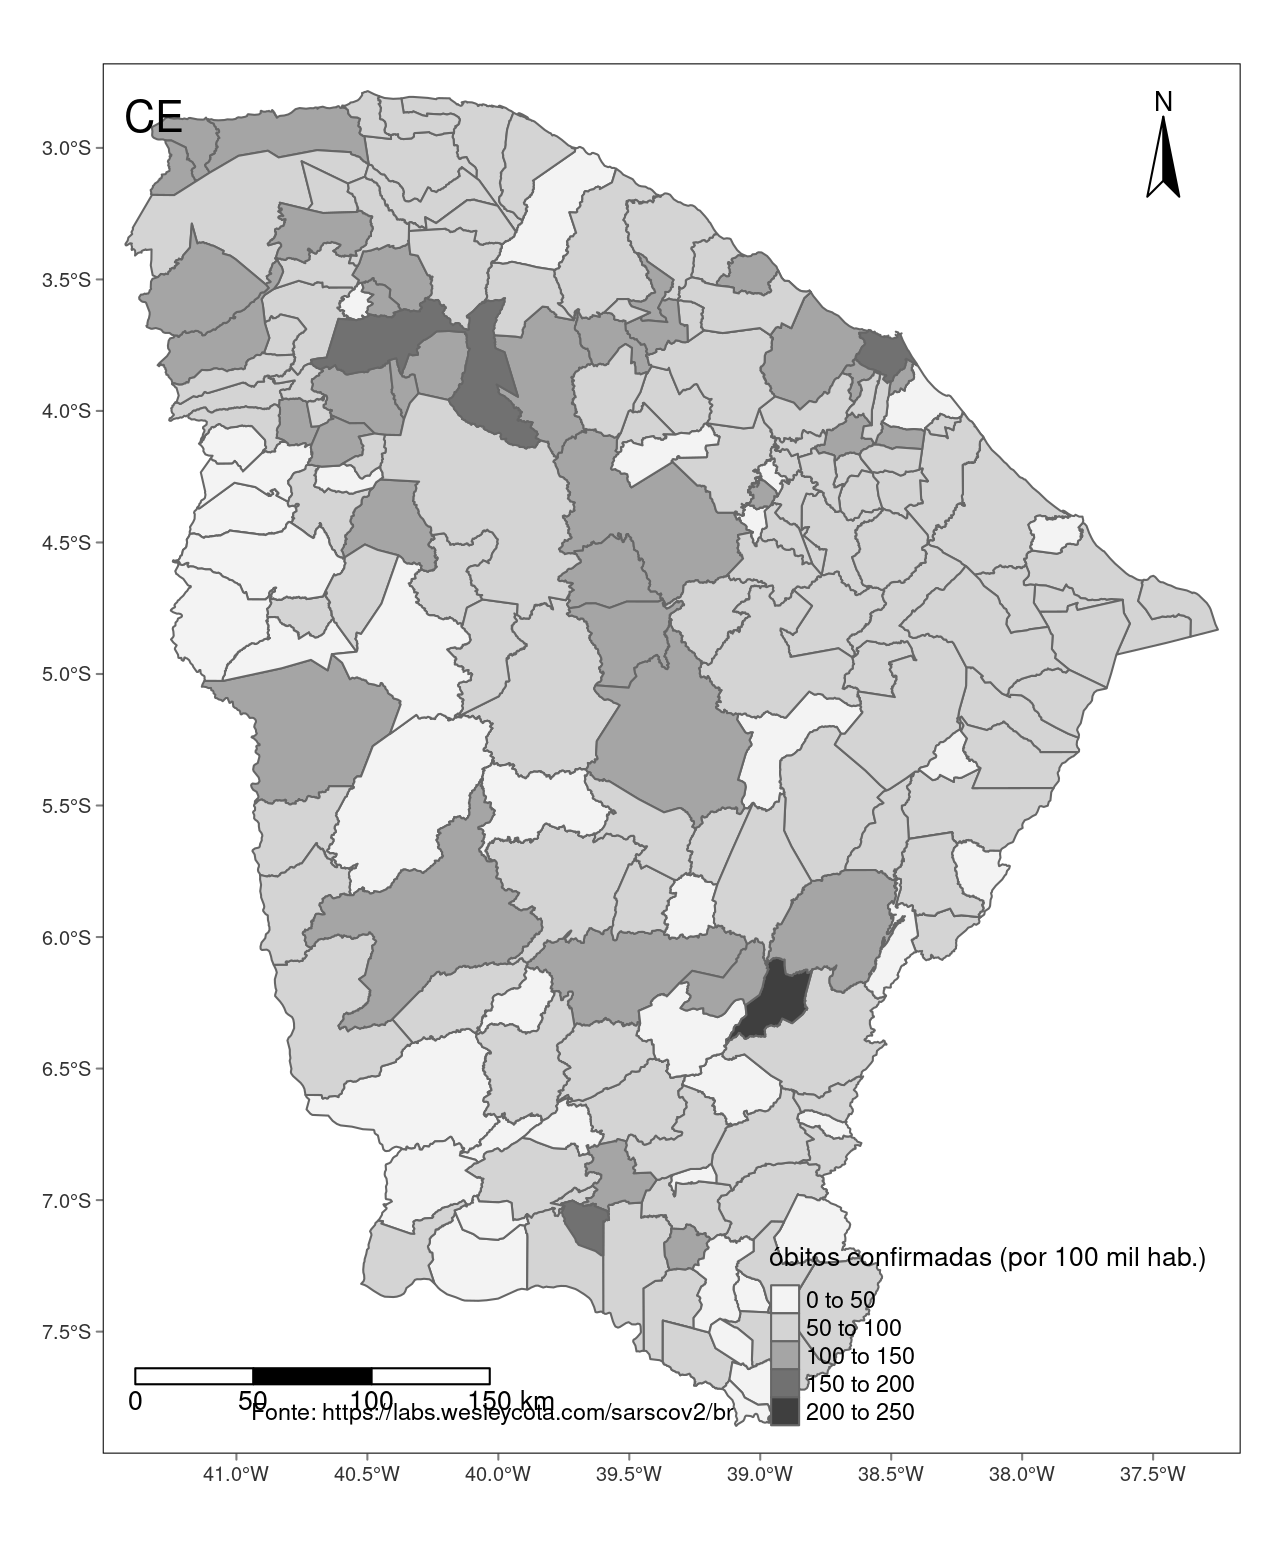 CE
N
3.0°S
3.5°S
4.0°S
4.5°S
5.0°S
5.5°S
6.0°S
6.5°S
7.0°S
7.5°S
óbitos confirmadas (por 100 mil hab.)
0 to 50
50 to 100
100 to 150
150 to 200
200 to 250
0 50 100 150 km
Fonte: https://labs.wesleycota.com/sarscov2/br
41.0°W 40.5°W 40.0°W 39.5°W 39.0°W 38.5°W 38.0°W 37.5°W